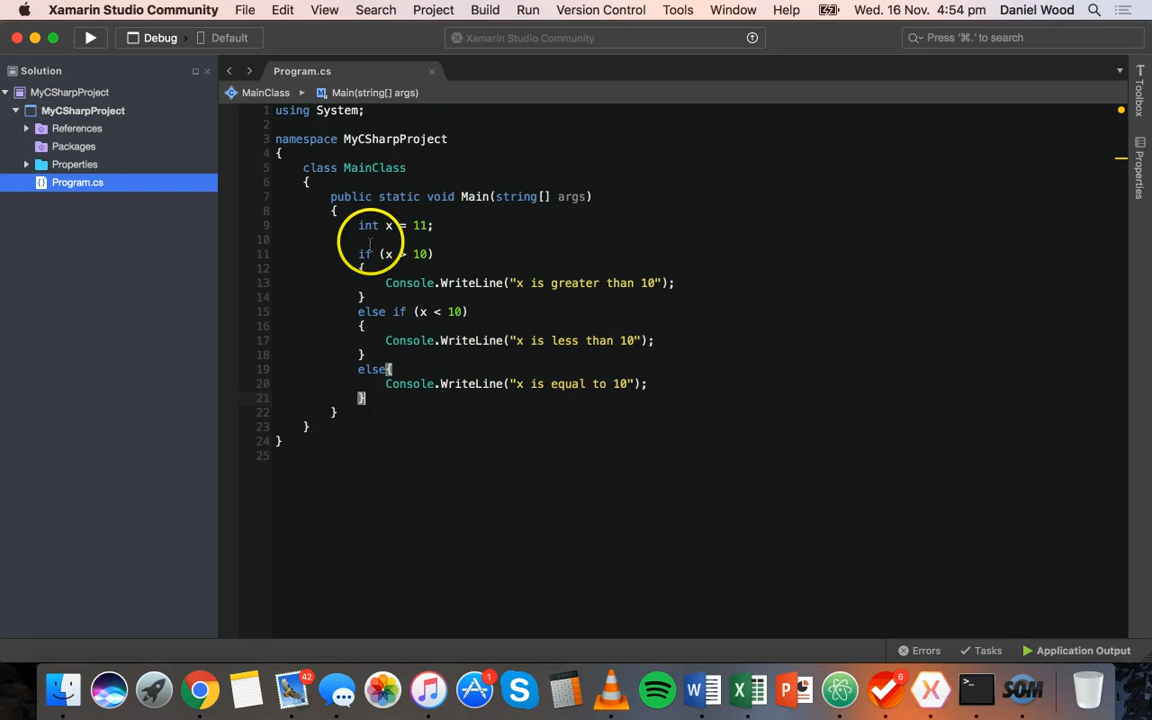 Xamarin Studio Community File Edit View Search Project Build Run Version Control Tools Window Help Wed. 16 Nov. 4:54 pm Daniel Wood
Debug Default Xamarin Studio Community Press '⌘.' to search
Solution Program.cs Toolbox
MyCSharpProject MainClass Main(string[] args)
MyCSharpProject
References
Packages
Properties
Program.cs
Properties
1 using System;
2
3 namespace MyCSharpProject
4 {
5 class MainClass
6 {
7 public static void Main(string[] args)
8 {
9 int x = 11;
10
11 if (x > 10)
12 {
13 Console.WriteLine("x is greater than 10");
14 }
15 else if (x < 10)
16 {
17 Console.WriteLine("x is less than 10");
18 }
19 else{
20 Console.WriteLine("x is equal to 10");
21 }
22 }
23 }
24 }
25
Errors Tasks Application Output
42 1 6
SOM